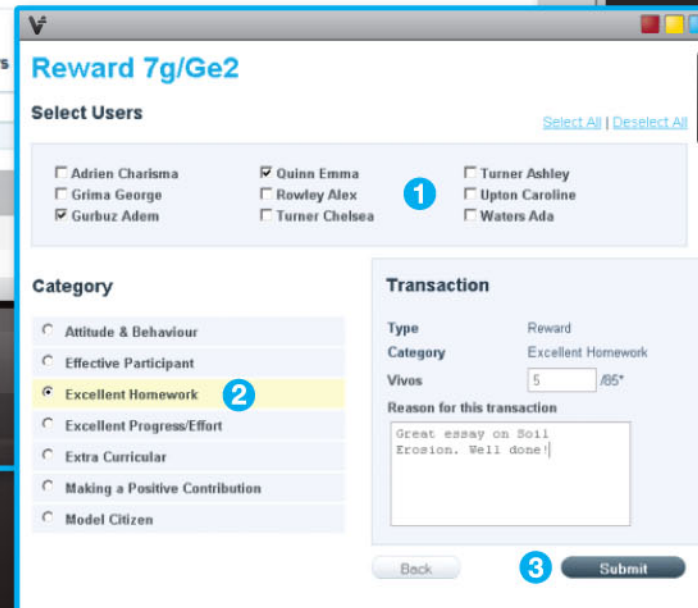 Reward 7g/Ge2
Select Users
Select All | Deselect All
Adrien Charisma
Quinn Emma
Turner Ashley
Grima George
Rowley Alex
1
Upton Caroline
Gurbuz Adem
Turner Chelsea
Waters Ada
Category
Attitude & Behaviour
Effective Participant
Excellent Homework
2
Excellent Progress/Effort
Extra Curricular
Making a Positive Contribution
Model Citizen
Transaction
Type Reward
Category Excellent Homework
Vivos 5 /85*
Reason for this transaction
Great essay on Soil
Erosion. Well done!
Back
3
Submit